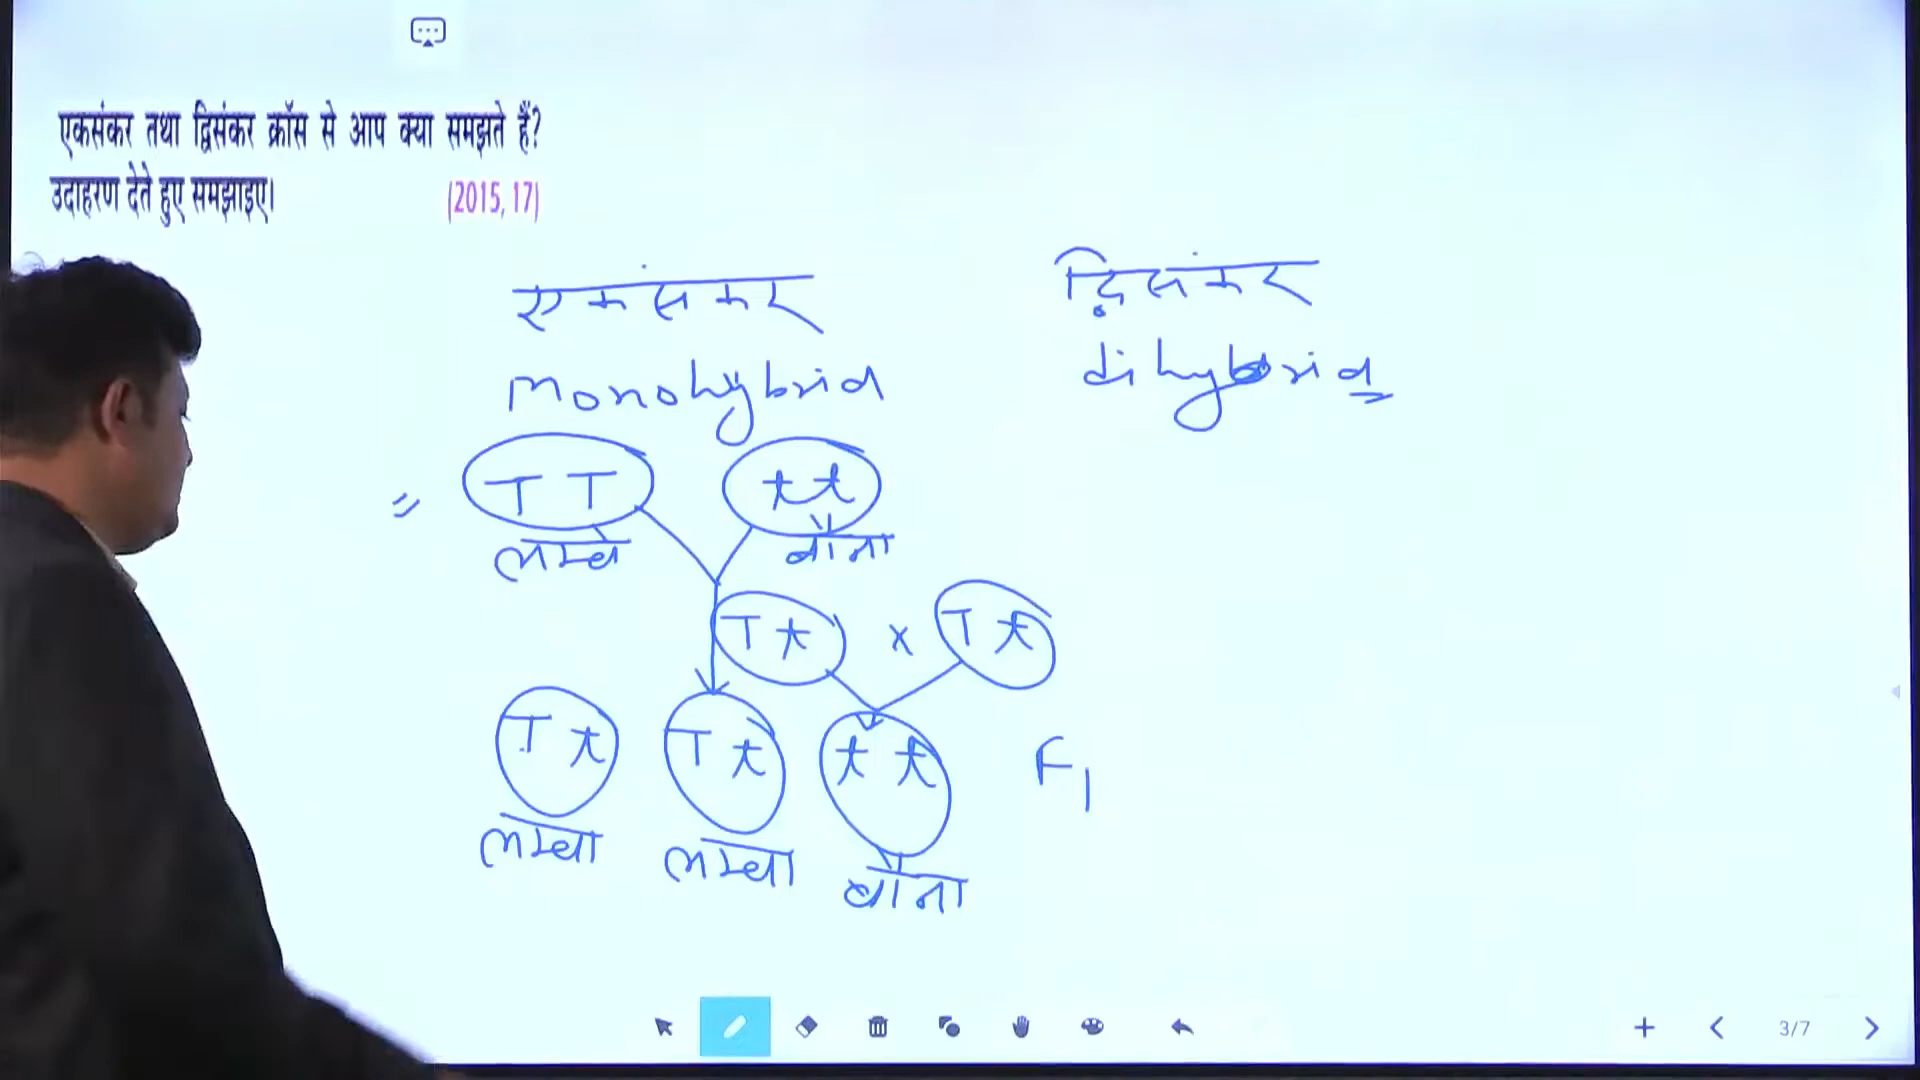 एकसंकर तथा द्विसंकर क्रॉस से आप क्या समझते हैं?
उदाहरण देते हुए समझाइए। (2015, 17)
एकसंकर द्विसंकर
monohybrid dihybrid
= TT tt
लम्बे बौना
Tt x Tt
Tt Tt tt F1
लम्बा लम्बा बौना
3/7